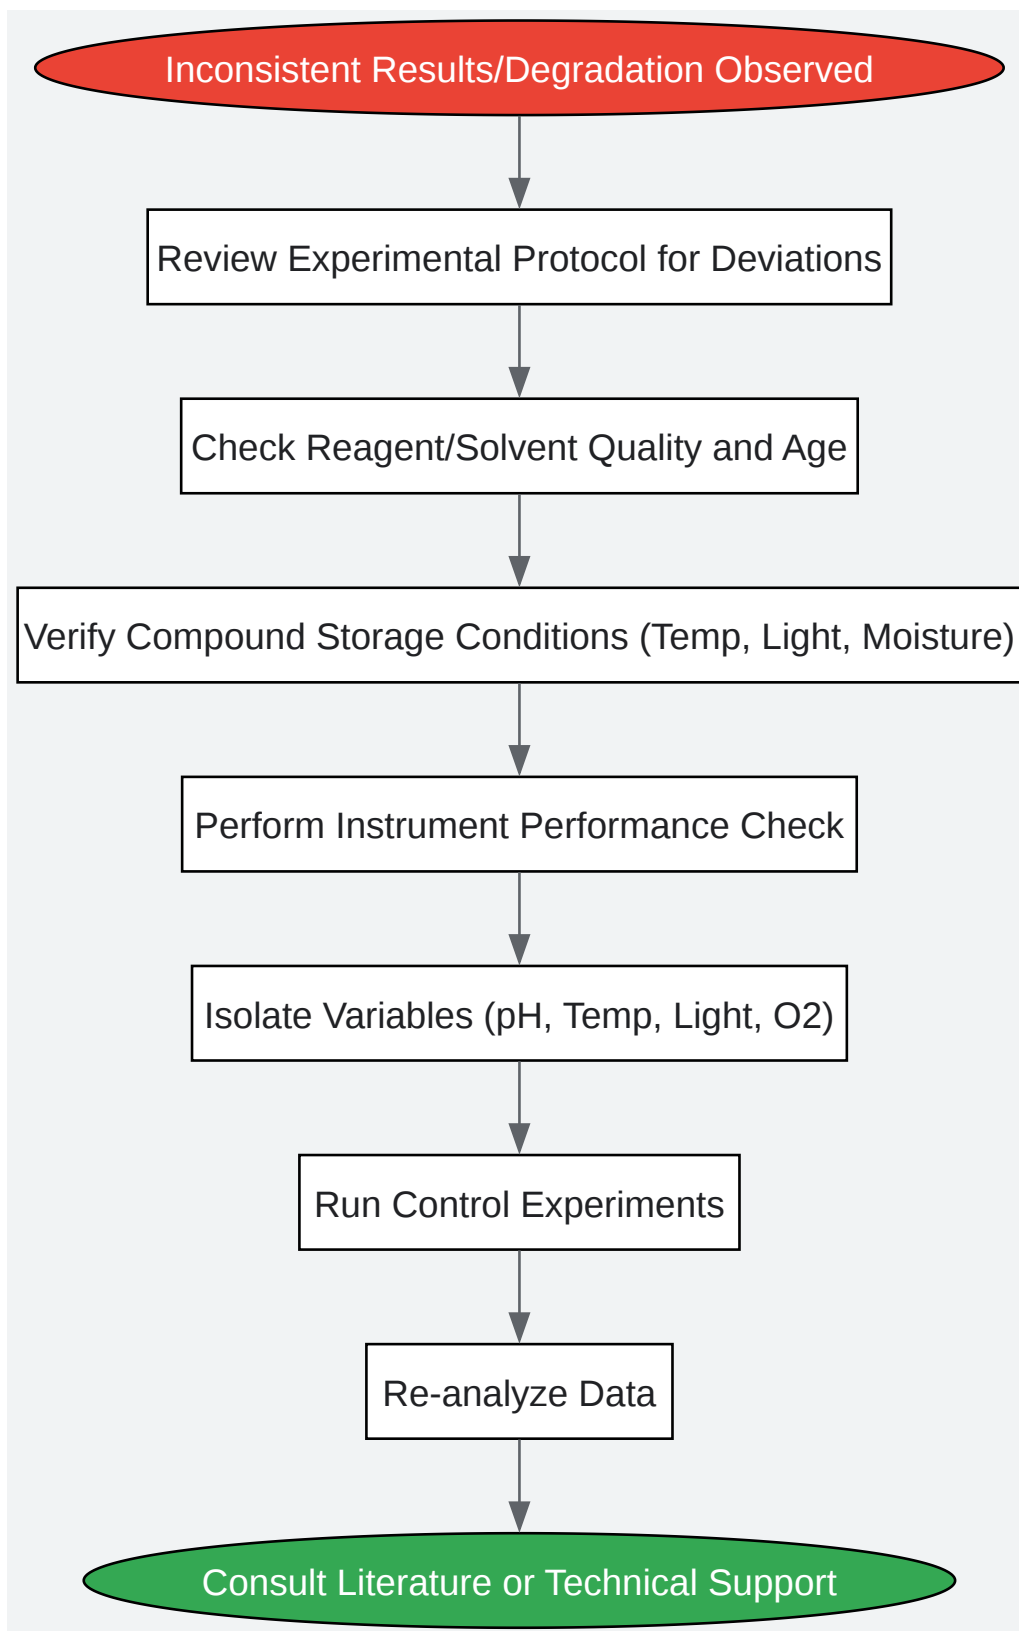 Inconsistent Results/Degradation Observed
Review Experimental Protocol for Deviations
Check Reagent/Solvent Quality and Age
Verify Compound Storage Conditions (Temp, Light, Moisture)
Perform Instrument Performance Check
Isolate Variables (pH, Temp, Light, O2)
Run Control Experiments
Re-analyze Data
Consult Literature or Technical Support